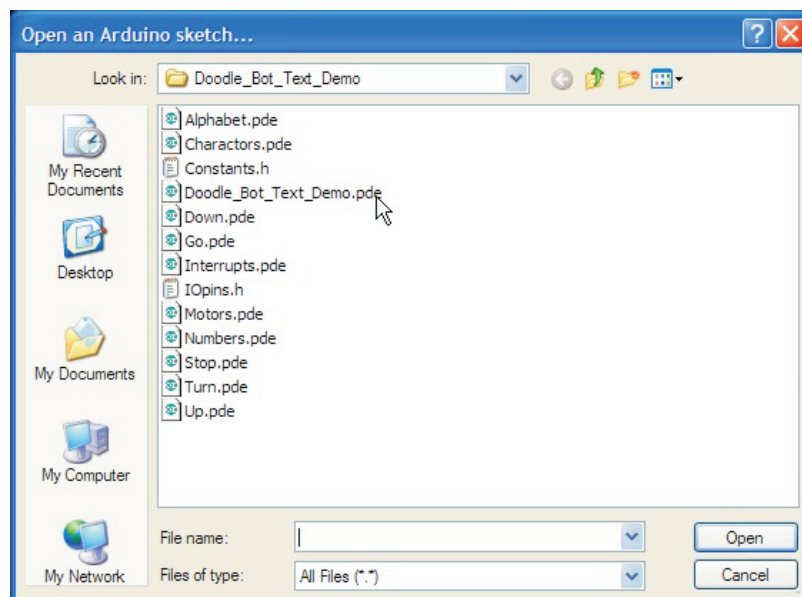 Open an Arduino sketch...
Look in: Doodle_Bot_Text_Demo
My Recent
Documents
Desktop
My Documents
My Computer
My Network
Alphabet.pde
Charactors.pde
Constants.h
Doodle_Bot_Text_Demo.pde
Down.pde
Go.pde
Interrupts.pde
IOpins.h
Motors.pde
Numbers.pde
Stop.pde
Turn.pde
Up.pde
File name: Open
Files of type: All Files (*.*) Cancel